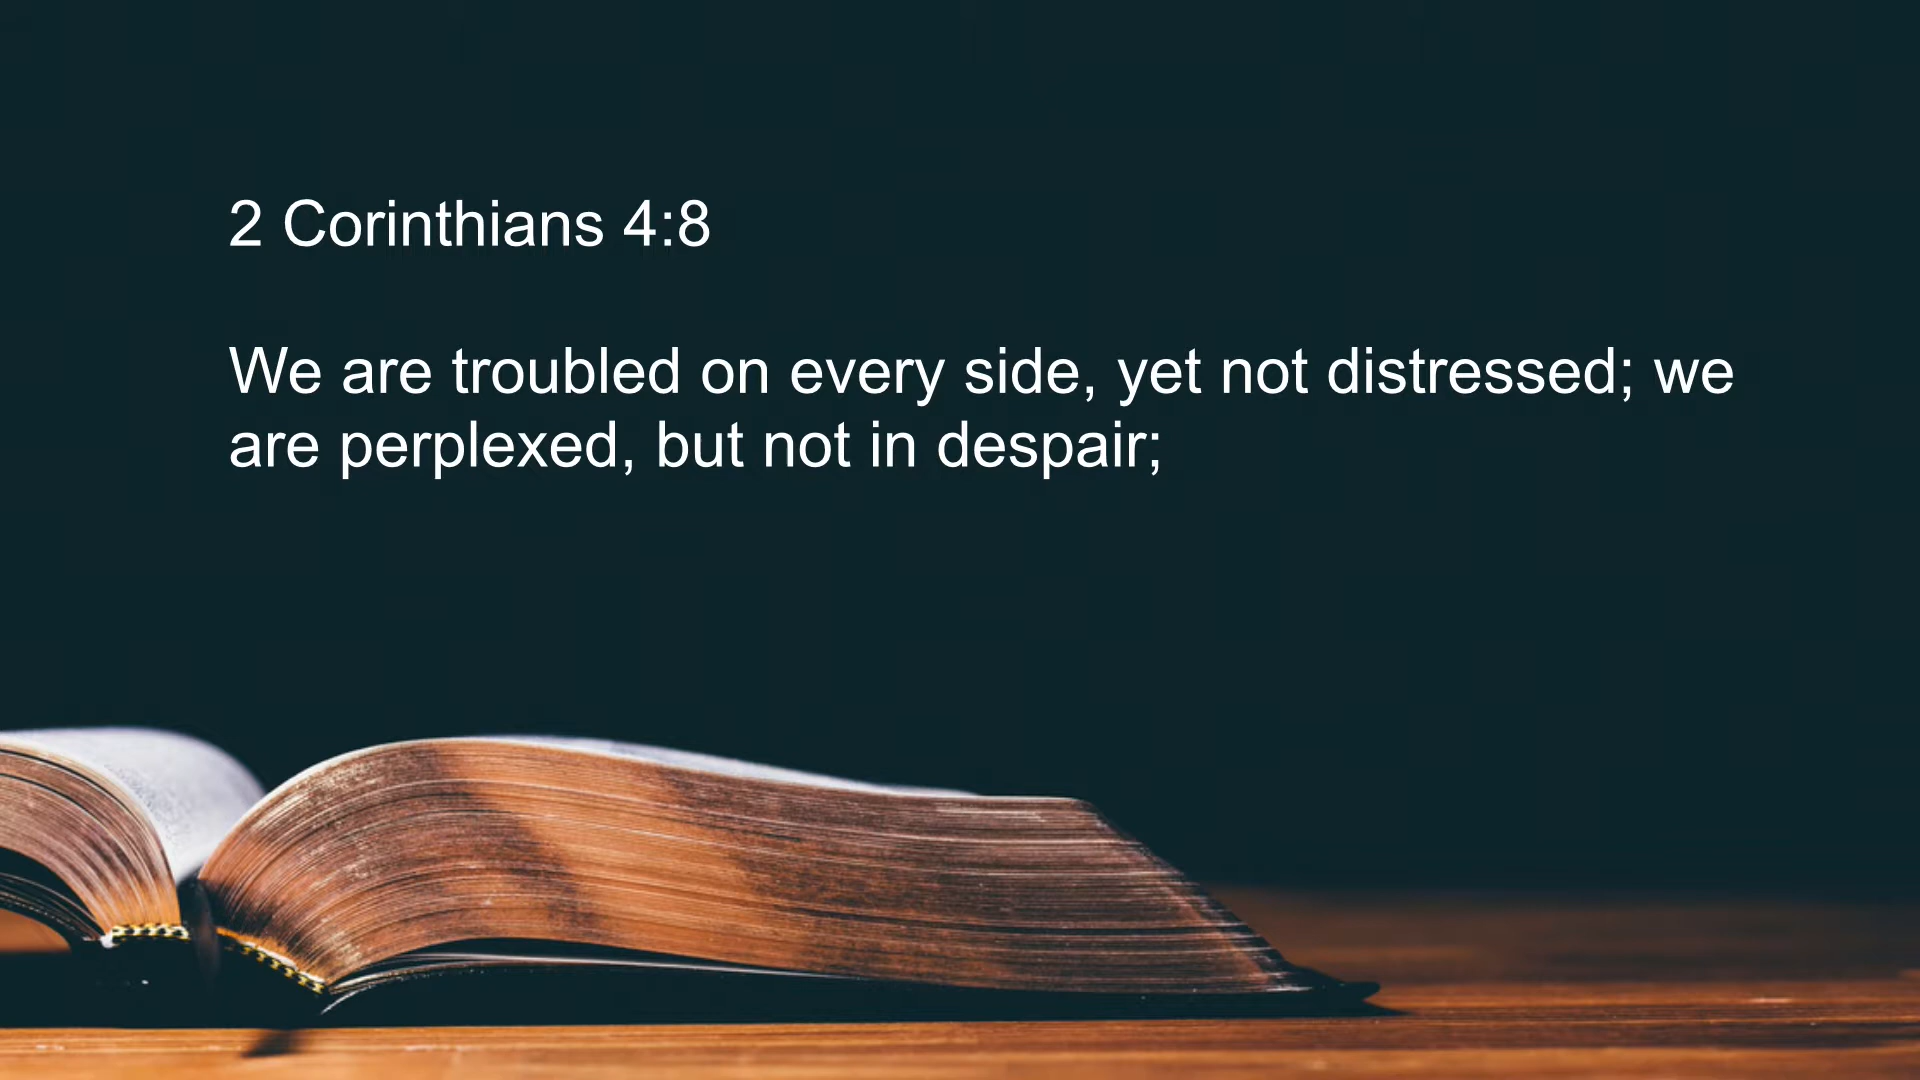 2 Corinthians 4:8
We are troubled on every side, yet not distressed; we
are perplexed, but not in despair;